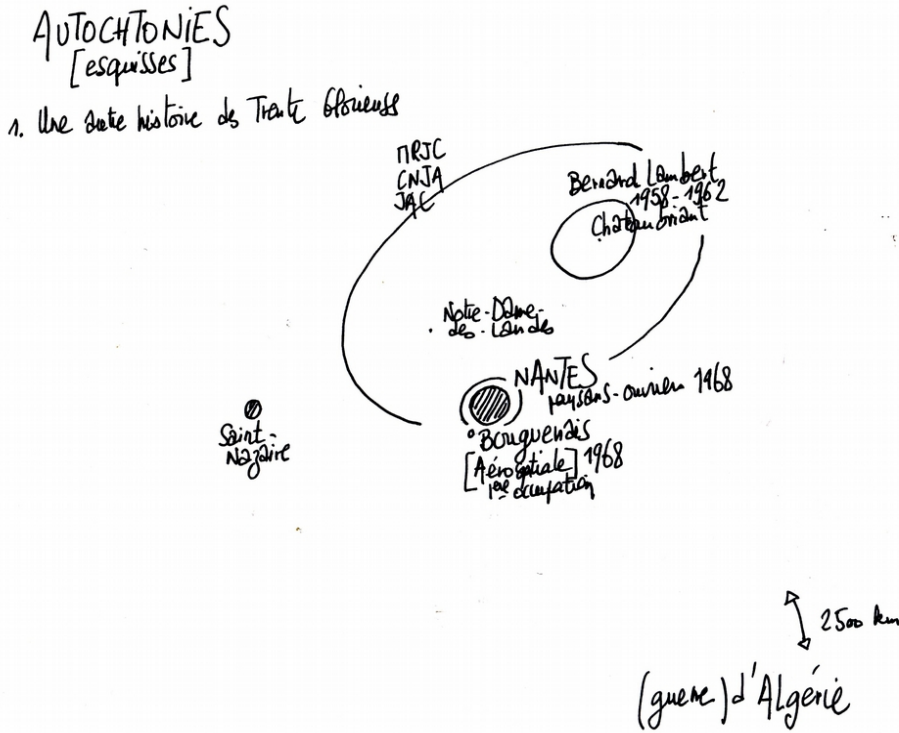 AUTOCHTONIES
[esquisses]
1. Une autre histoire des Trente Glorieuses
MRJC
CNJA
JAC
Bernard Lambert
1958-1962
Chateaubriant
Notre-Dame-
des-Landes
NANTES
paysans-ouvriers 1968
Saint-
Nazaire
Bouguenais
[Aérospatiale] 1968
1ère occupation
2500 km
(guerre) d'Algérie